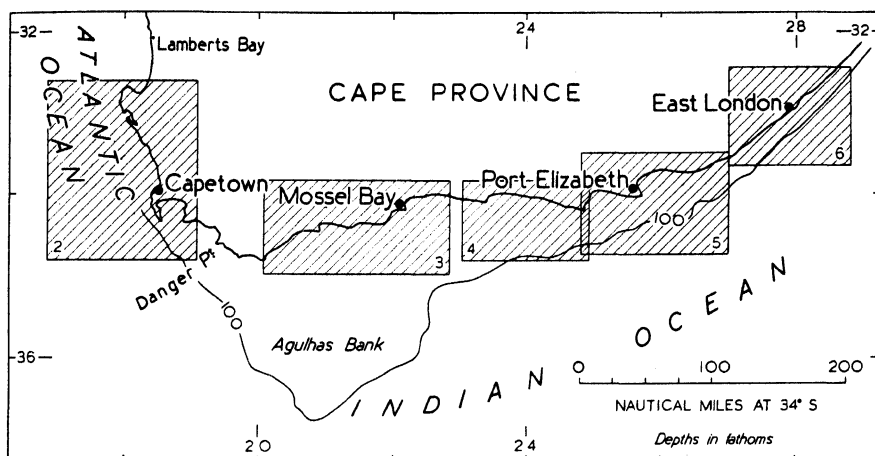 24
28
-32
-32-
Lamberts Bay
ATLANTIC OCEAN
CAPE PROVINCE
East London
6
Capetown
Mossel Bay
Port-Elizabeth
100
2
3
4
5
Danger Pt
100
Agulhas Bank
-36
INDIAN OCEAN
0 100 200
NAUTICAL MILES AT 34° S
20
24
Depths in fathoms